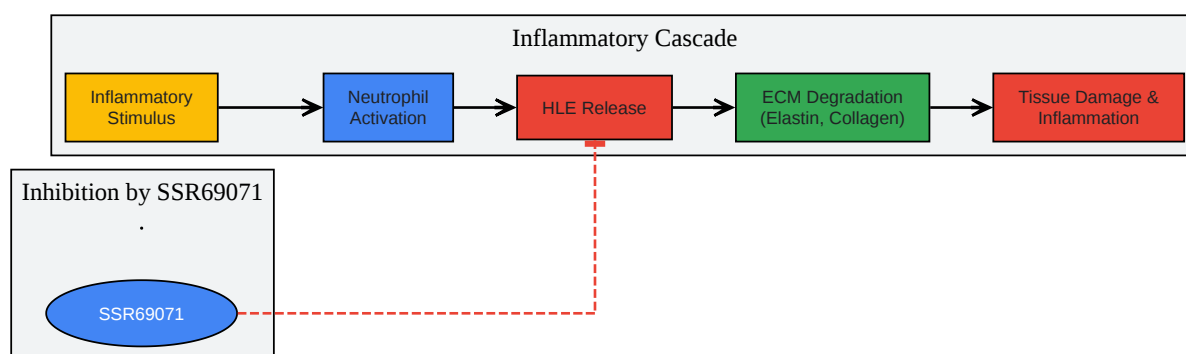 Inflammatory Cascade
Inflammatory
Stimulus
Neutrophil
Activation
HLE Release
ECM Degradation
(Elastin, Collagen)
Tissue Damage &
Inflammation
Inhibition by SSR69071
.
SSR69071